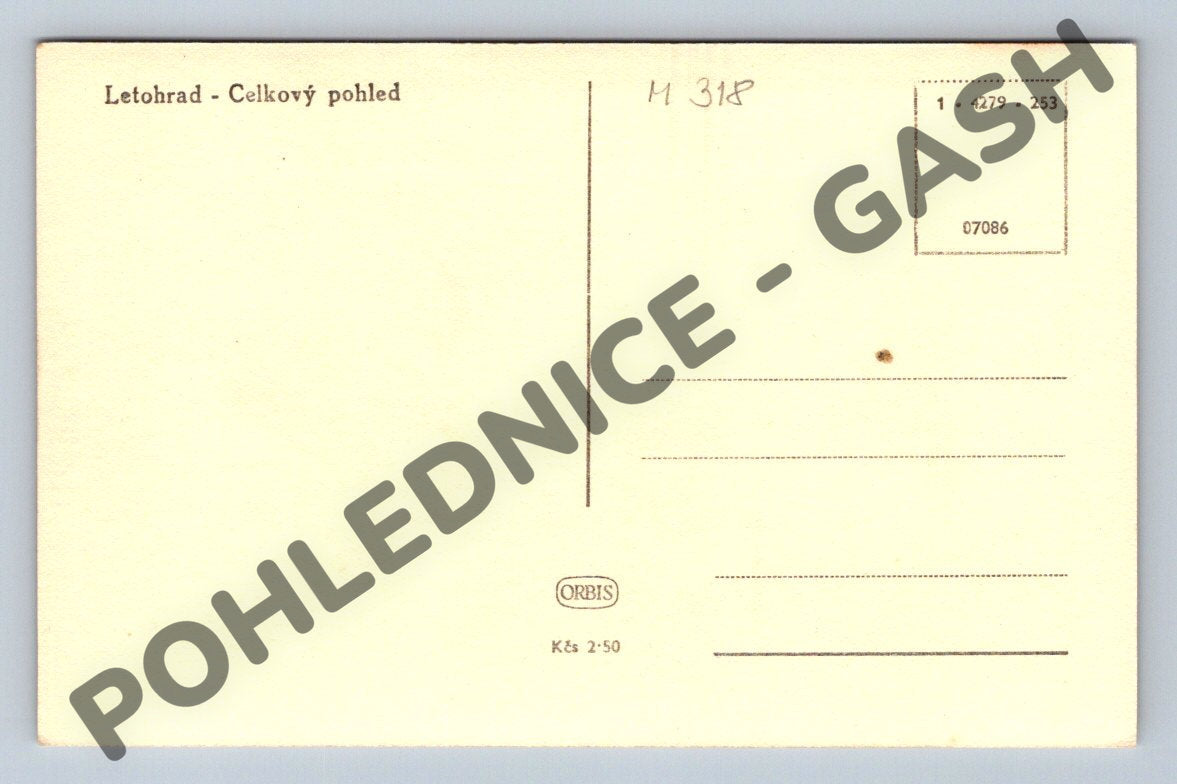 Letohrad - Celkový pohled
M 318
1 - 4279 - 253
07086
ORBIS
Kčs 2·50
POHLEDNICE - GASH